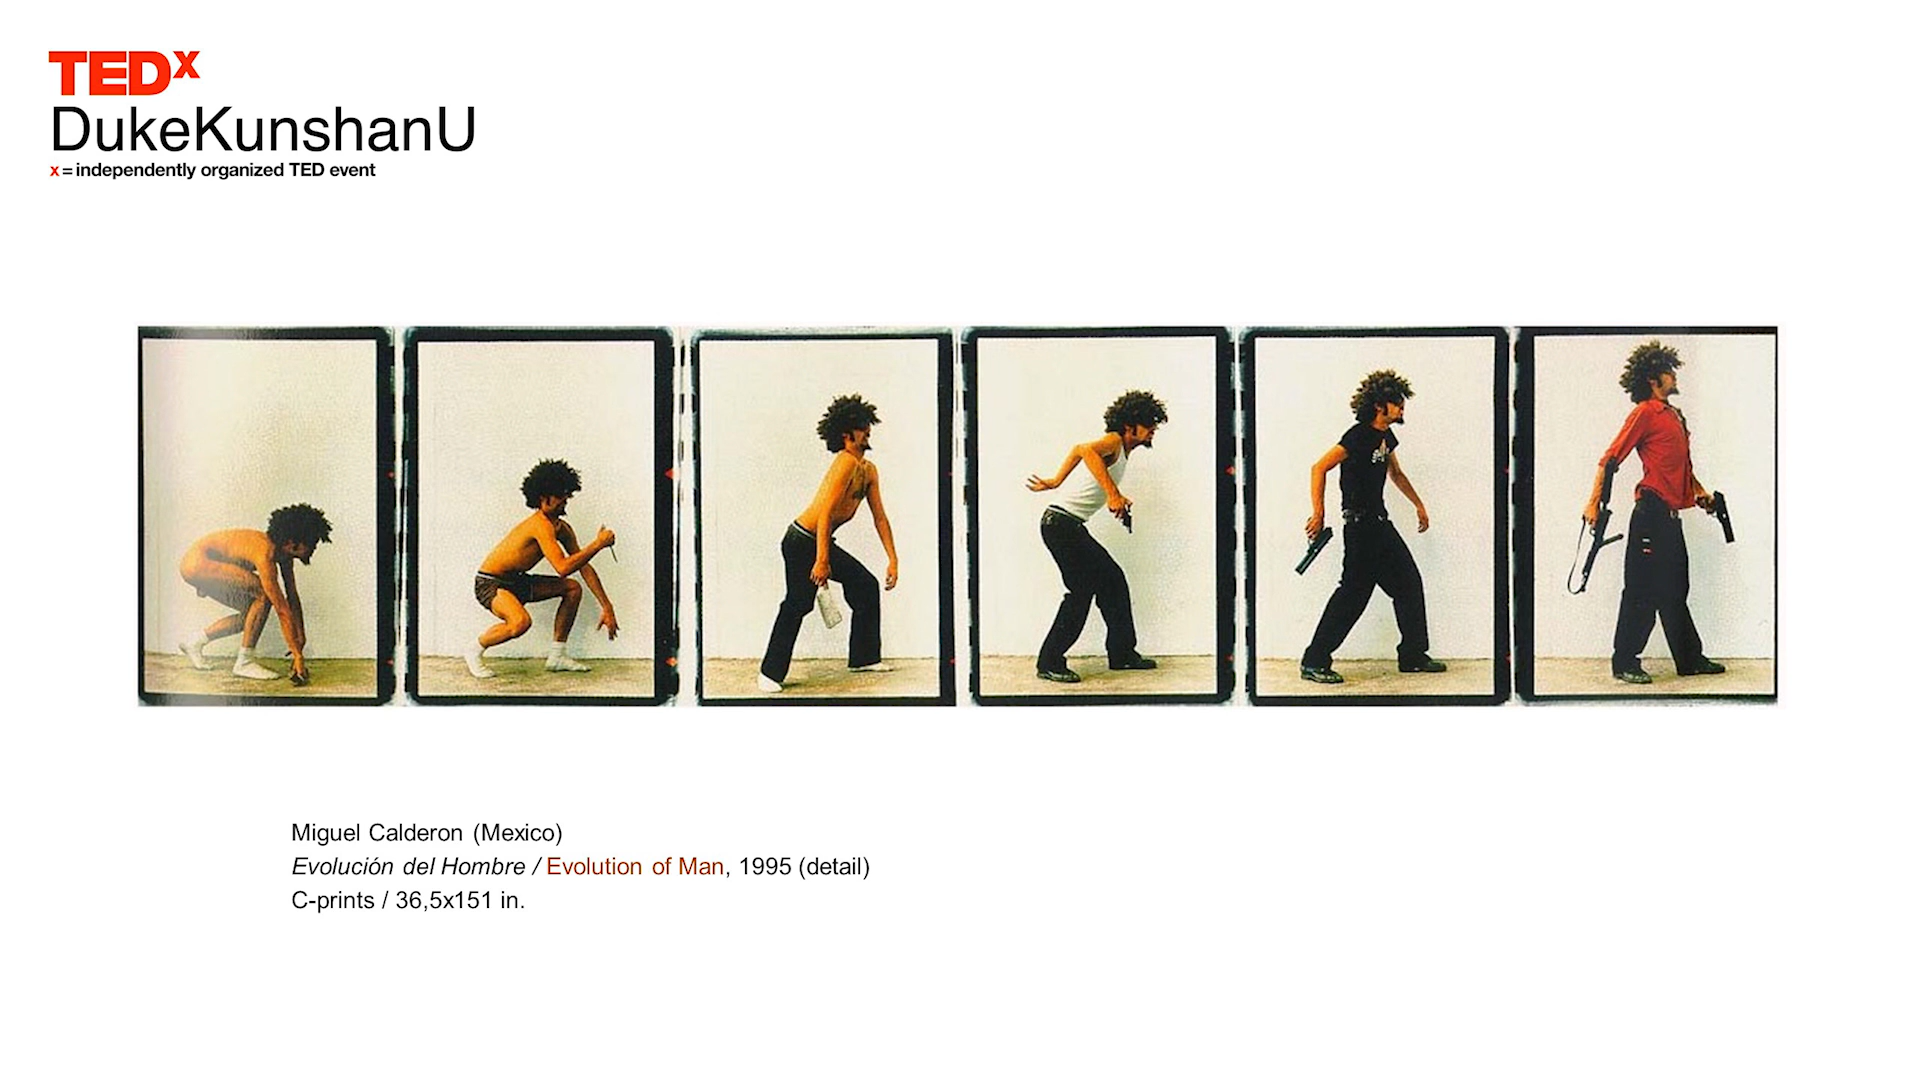 TEDx
DukeKunshanU
x = independently organized TED event
Miguel Calderon (Mexico)
Evolución del Hombre / Evolution of Man, 1995 (detail)
C-prints / 36,5x151 in.